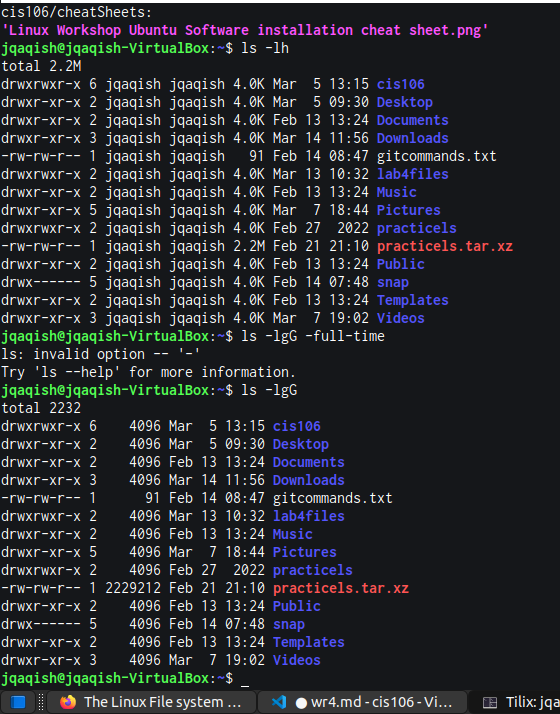 cis106/cheatSheets:
'Linux Workshop Ubuntu Software installation cheat sheet.png'
jqaqish@jqaqish-VirtualBox:~$ ls -lh
total 2.2M
drwxrwxr-x 6 jqaqish jqaqish 4.0K Mar  5 13:15 cis106
drwxr-xr-x 2 jqaqish jqaqish 4.0K Mar  5 09:30 Desktop
drwxr-xr-x 2 jqaqish jqaqish 4.0K Feb 13 13:24 Documents
drwxr-xr-x 3 jqaqish jqaqish 4.0K Mar 14 11:56 Downloads
-rw-rw-r-- 1 jqaqish jqaqish   91 Feb 14 08:47 gitcommands.txt
drwxrwxr-x 2 jqaqish jqaqish 4.0K Mar 13 10:32 lab4files
drwxr-xr-x 2 jqaqish jqaqish 4.0K Feb 13 13:24 Music
drwxr-xr-x 5 jqaqish jqaqish 4.0K Mar  7 18:44 Pictures
drwxrwxr-x 2 jqaqish jqaqish 4.0K Feb 27  2022 practicels
-rw-rw-r-- 1 jqaqish jqaqish 2.2M Feb 21 21:10 practicels.tar.xz
drwxr-xr-x 2 jqaqish jqaqish 4.0K Feb 13 13:24 Public
drwx------ 5 jqaqish jqaqish 4.0K Feb 14 07:48 snap
drwxr-xr-x 2 jqaqish jqaqish 4.0K Feb 13 13:24 Templates
drwxr-xr-x 3 jqaqish jqaqish 4.0K Mar  7 19:02 Videos
jqaqish@jqaqish-VirtualBox:~$ ls -lgG -full-time
ls: invalid option -- '-'
Try 'ls --help' for more information.
jqaqish@jqaqish-VirtualBox:~$ ls -lgG
total 2232
drwxrwxr-x 6    4096 Mar  5 13:15 cis106
drwxr-xr-x 2    4096 Mar  5 09:30 Desktop
drwxr-xr-x 2    4096 Feb 13 13:24 Documents
drwxr-xr-x 3    4096 Mar 14 11:56 Downloads
-rw-rw-r-- 1      91 Feb 14 08:47 gitcommands.txt
drwxrwxr-x 2    4096 Mar 13 10:32 lab4files
drwxr-xr-x 2    4096 Feb 13 13:24 Music
drwxr-xr-x 5    4096 Mar  7 18:44 Pictures
drwxrwxr-x 2    4096 Feb 27  2022 practicels
-rw-rw-r-- 1 2229212 Feb 21 21:10 practicels.tar.xz
drwxr-xr-x 2    4096 Feb 13 13:24 Public
drwx------ 5    4096 Feb 14 07:48 snap
drwxr-xr-x 2    4096 Feb 13 13:24 Templates
drwxr-xr-x 3    4096 Mar  7 19:02 Videos
jqaqish@jqaqish-VirtualBox:~$ _
The Linux File system ... ● wr4.md - cis106 - Vi... Tilix: jqa